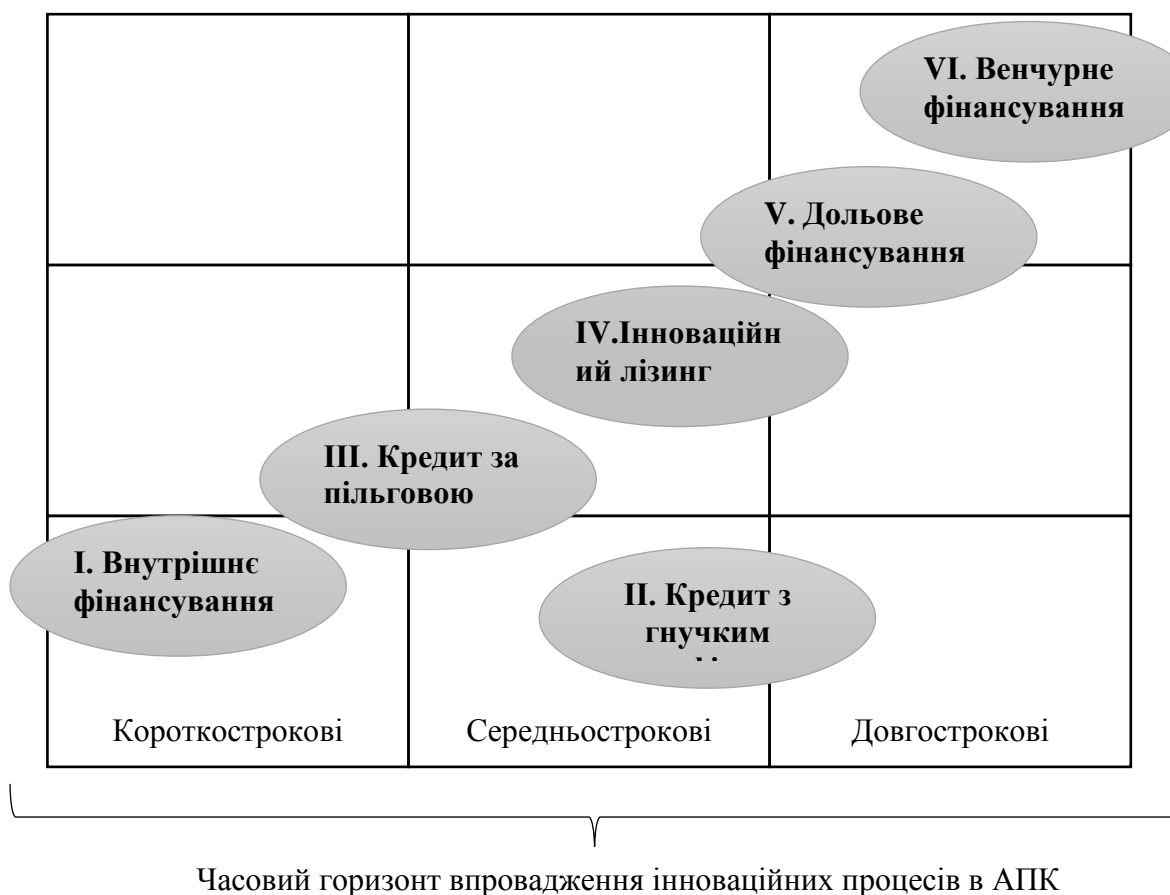 VI. Венчурне
фінансування
V. Дольове
фінансування
IV.Інноваційн
ий лізинг
III. Кредит за
пільговою
I. Внутрішнє
фінансування
II. Кредит з
гнучким
Короткострокові
Середньострокові
Довгострокові
Часовий горизонт впровадження інноваційних процесів в АПК